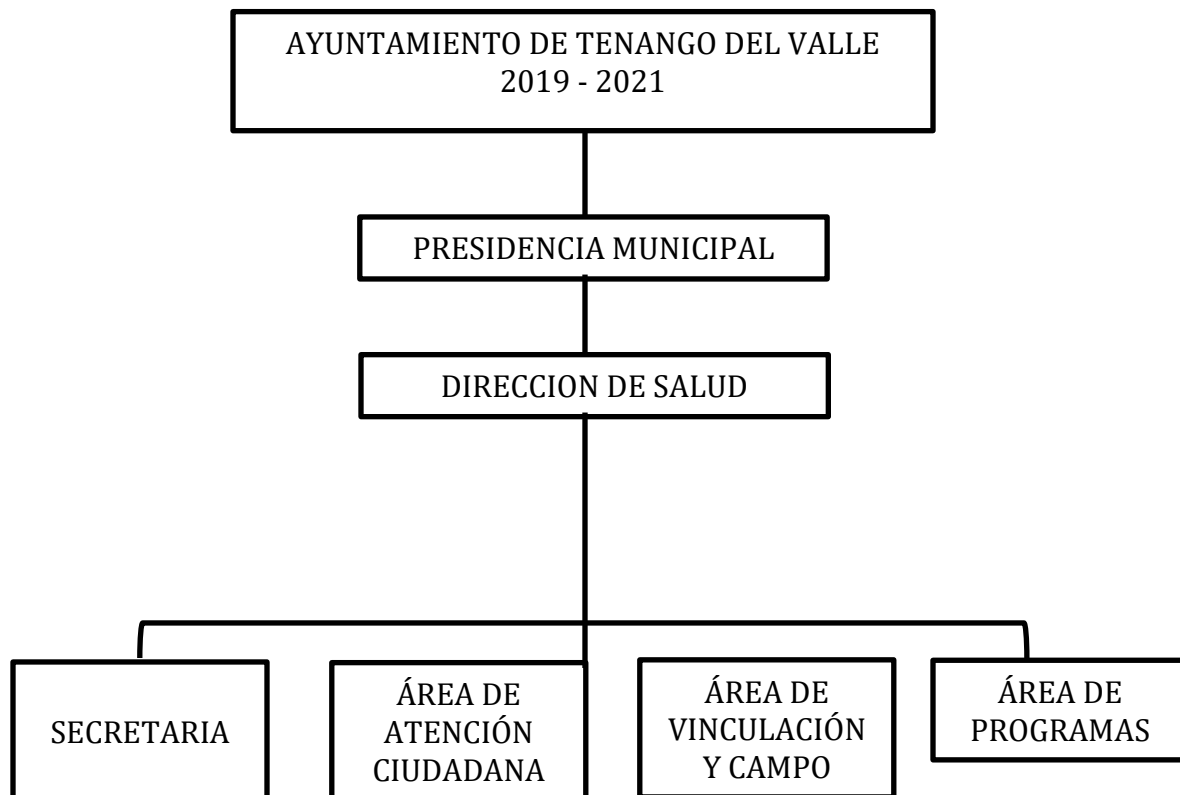 AYUNTAMIENTO DE TENANGO DEL VALLE
2019 - 2021
PRESIDENCIA MUNICIPAL
DIRECCION DE SALUD
SECRETARIA
ÁREA DE
ATENCIÓN
CIUDADANA
ÁREA DE
VINCULACIÓN
Y CAMPO
ÁREA DE
PROGRAMAS